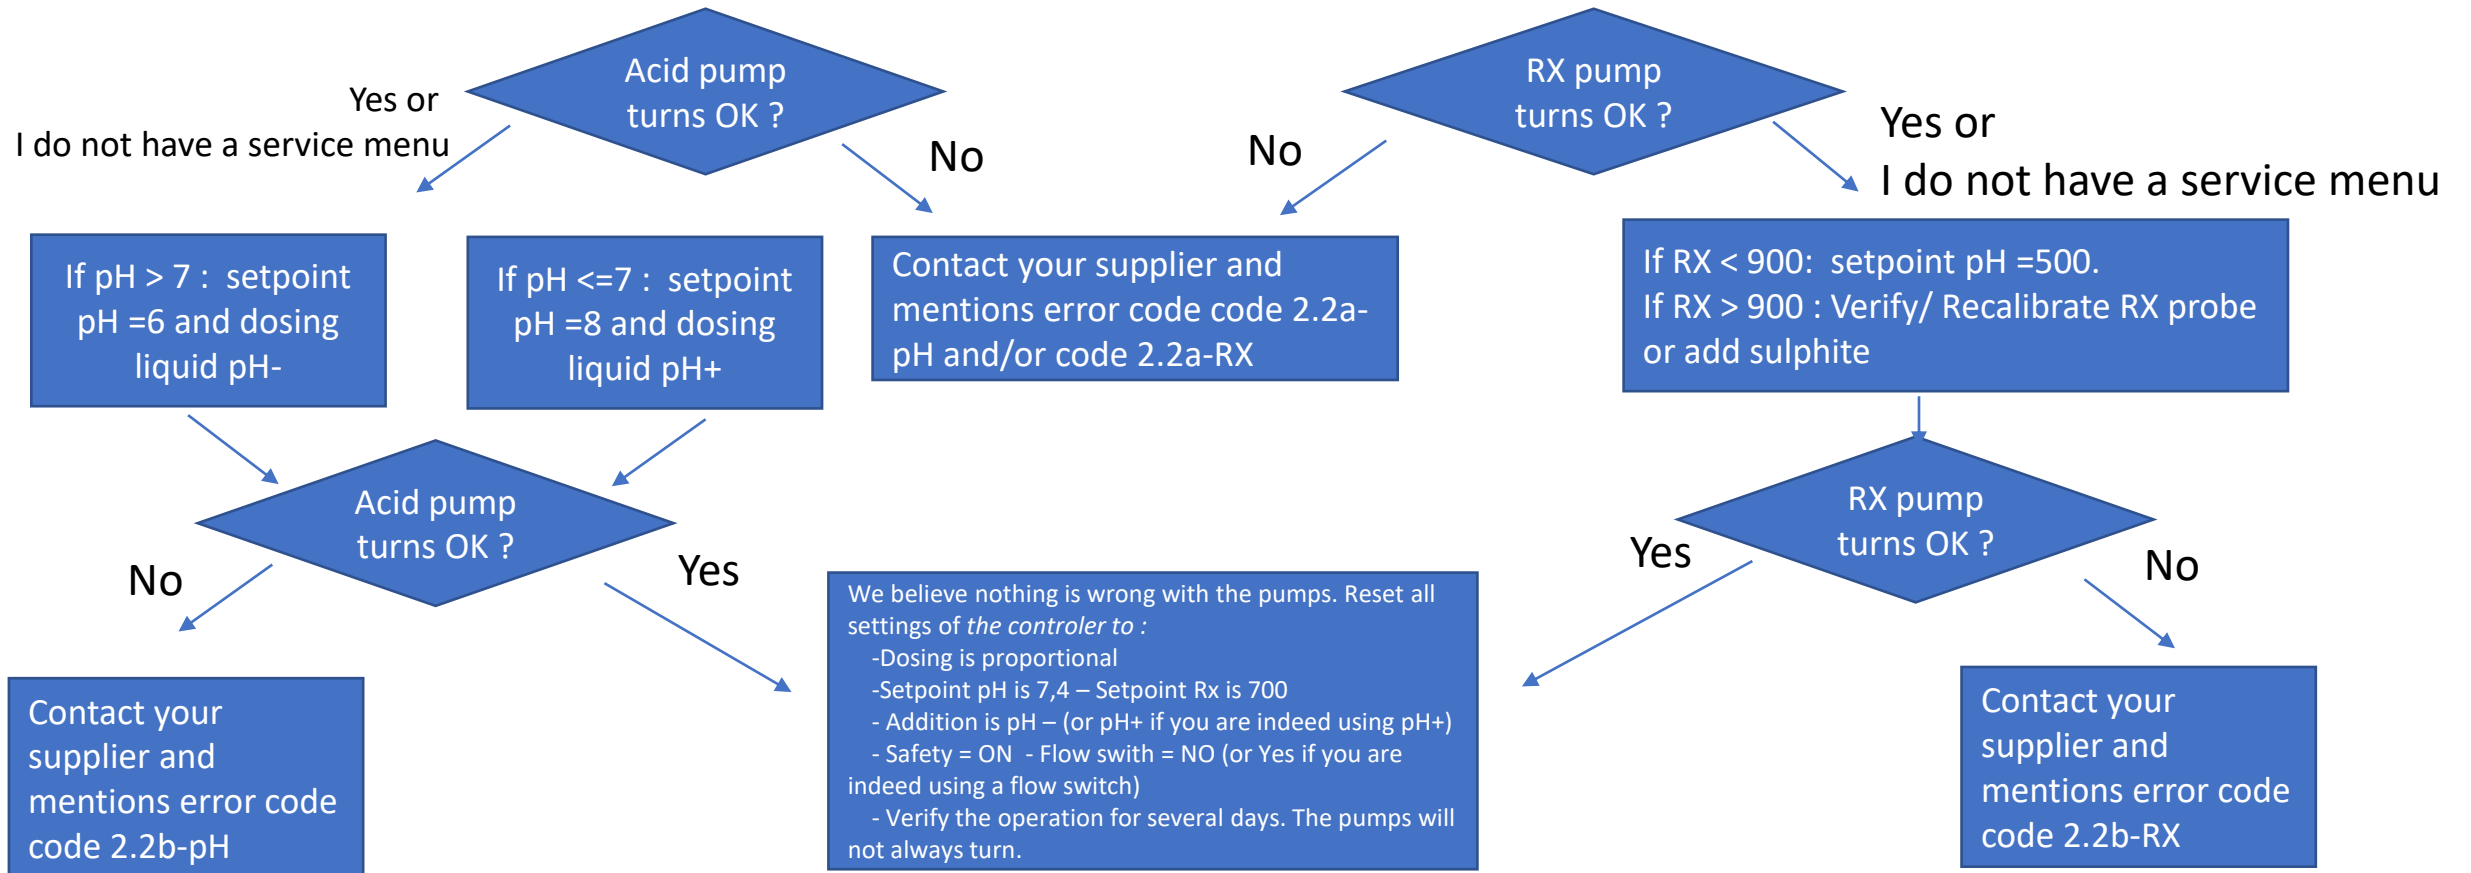 Acid pump
turns OK ?
RX pump
turns OK ?
Yes or
I do not have a service menu
No
No
Yes or
I do not have a service menu
If pH > 7 :  setpoint
pH =6 and dosing
liquid pH-
If pH <=7 :  setpoint
pH =8 and dosing
liquid pH+
Contact your supplier and
mentions error code code 2.2a-
pH and/or code 2.2a-RX
If RX < 900:  setpoint pH =500.
If RX > 900 : Verify/ Recalibrate RX probe
or add sulphite
Acid pump
turns OK ?
RX pump
turns OK ?
No
Yes
Yes
No
Contact your
supplier and
mentions error code
code 2.2b-pH
We believe nothing is wrong with the pumps. Reset all
settings of the controler to :
-Dosing is proportional
-Setpoint pH is 7,4 – Setpoint Rx is 700
- Addition is pH – (or pH+ if you are indeed using pH+)
- Safety = ON  - Flow swith = NO (or Yes if you are
indeed using a flow switch)
- Verify the operation for several days. The pumps will
not always turn.
Contact your
supplier and
mentions error code
code 2.2b-RX